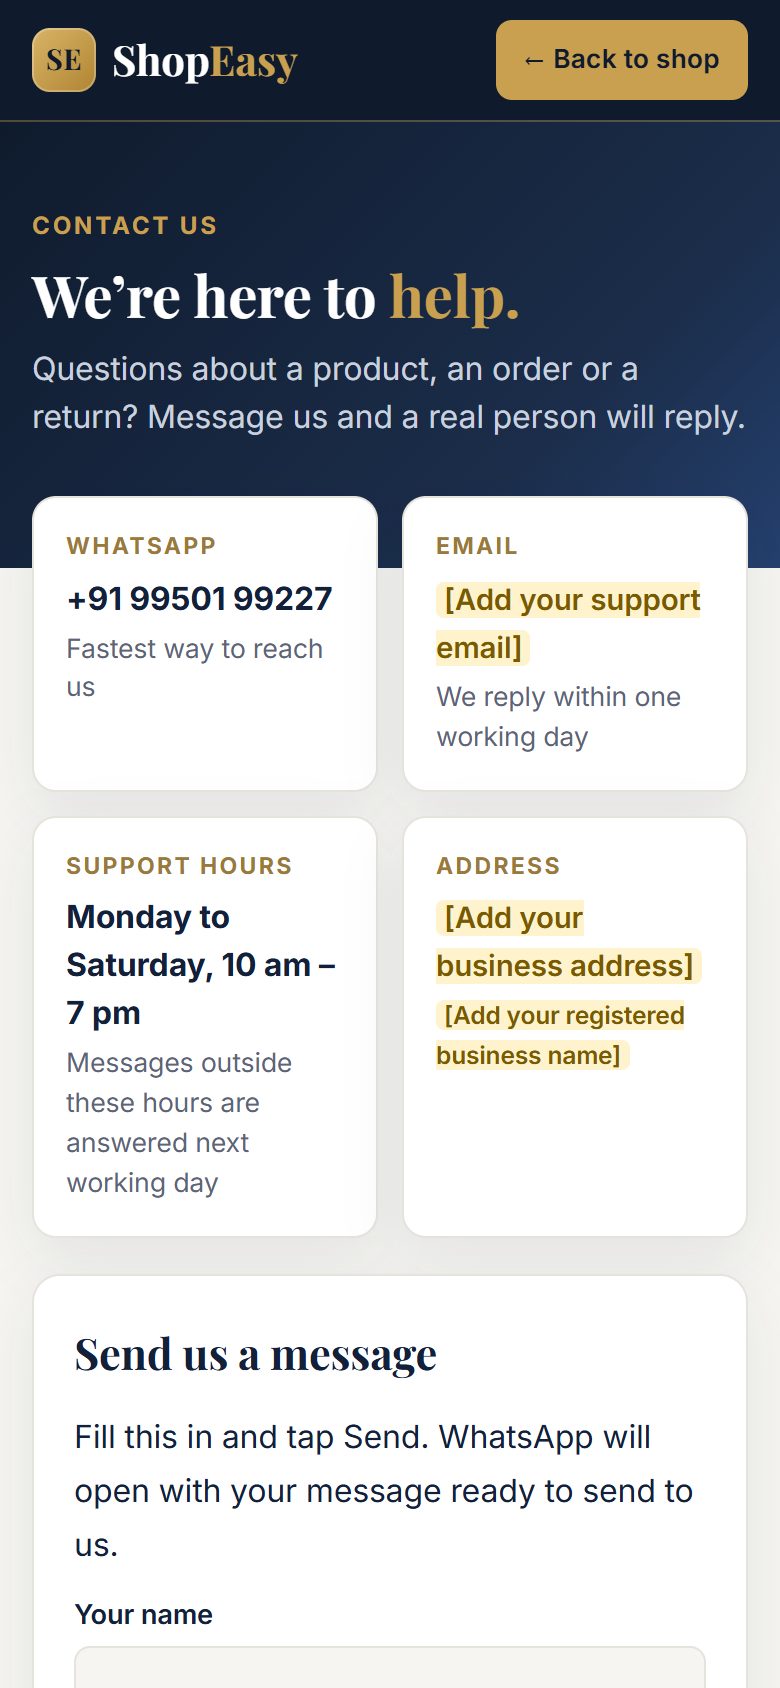 SE ShopEasy
← Back to shop
CONTACT US
We’re here to help.
Questions about a product, an order or a
return? Message us and a real person will reply.
WHATSAPP
+91 99501 99227
Fastest way to reach
us
EMAIL
[Add your support
email]
We reply within one
working day
SUPPORT HOURS
Monday to
Saturday, 10 am –
7 pm
Messages outside
these hours are
answered next
working day
ADDRESS
[Add your
business address]
[Add your registered
business name]
Send us a message
Fill this in and tap Send. WhatsApp will
open with your message ready to send to
us.
Your name